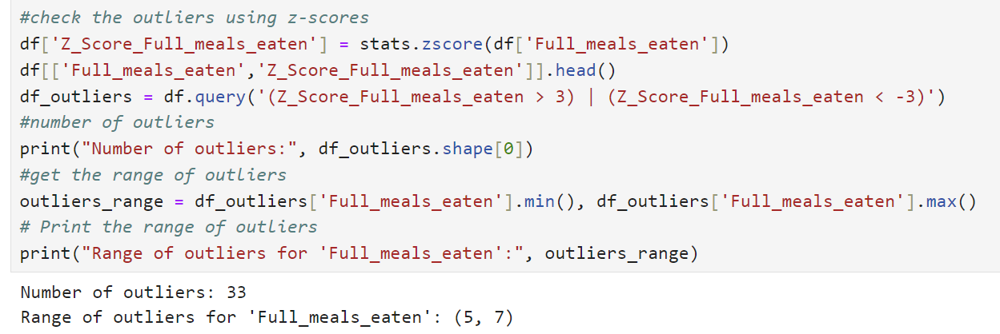 #check the outliers using z-scores
df['Z_Score_Full_meals_eaten'] = stats.zscore(df['Full_meals_eaten'])
df[['Full_meals_eaten','Z_Score_Full_meals_eaten']].head()
df_outliers = df.query('(Z_Score_Full_meals_eaten > 3) | (Z_Score_Full_meals_eaten < -3)')
#number of outliers
print("Number of outliers:", df_outliers.shape[0])
#get the range of outliers
outliers_range = df_outliers['Full_meals_eaten'].min(), df_outliers['Full_meals_eaten'].max()
# Print the range of outliers
print("Range of outliers for 'Full_meals_eaten':", outliers_range)
Number of outliers: 33
Range of outliers for 'Full_meals_eaten': (5, 7)